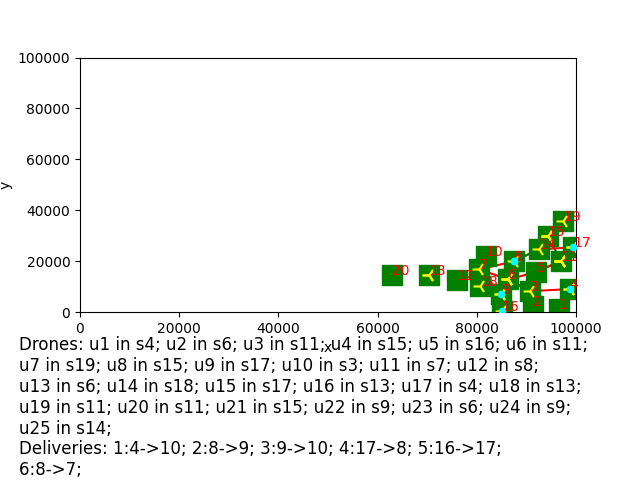 100000
80000
60000
40000
20000
0
y
19
17
10
20
13
16
0
20000
40000
60000
80000
100000
x
Drones: u1 in s4; u2 in s6; u3 in s11; u4 in s15; u5 in s16; u6 in s11;
u7 in s19; u8 in s15; u9 in s17; u10 in s3; u11 in s7; u12 in s8;
u13 in s6; u14 in s18; u15 in s17; u16 in s13; u17 in s4; u18 in s13;
u19 in s11; u20 in s11; u21 in s15; u22 in s9; u23 in s6; u24 in s9;
u25 in s14;
Deliveries: 1:4->10; 2:8->9; 3:9->10; 4:17->8; 5:16->17;
6:8->7;